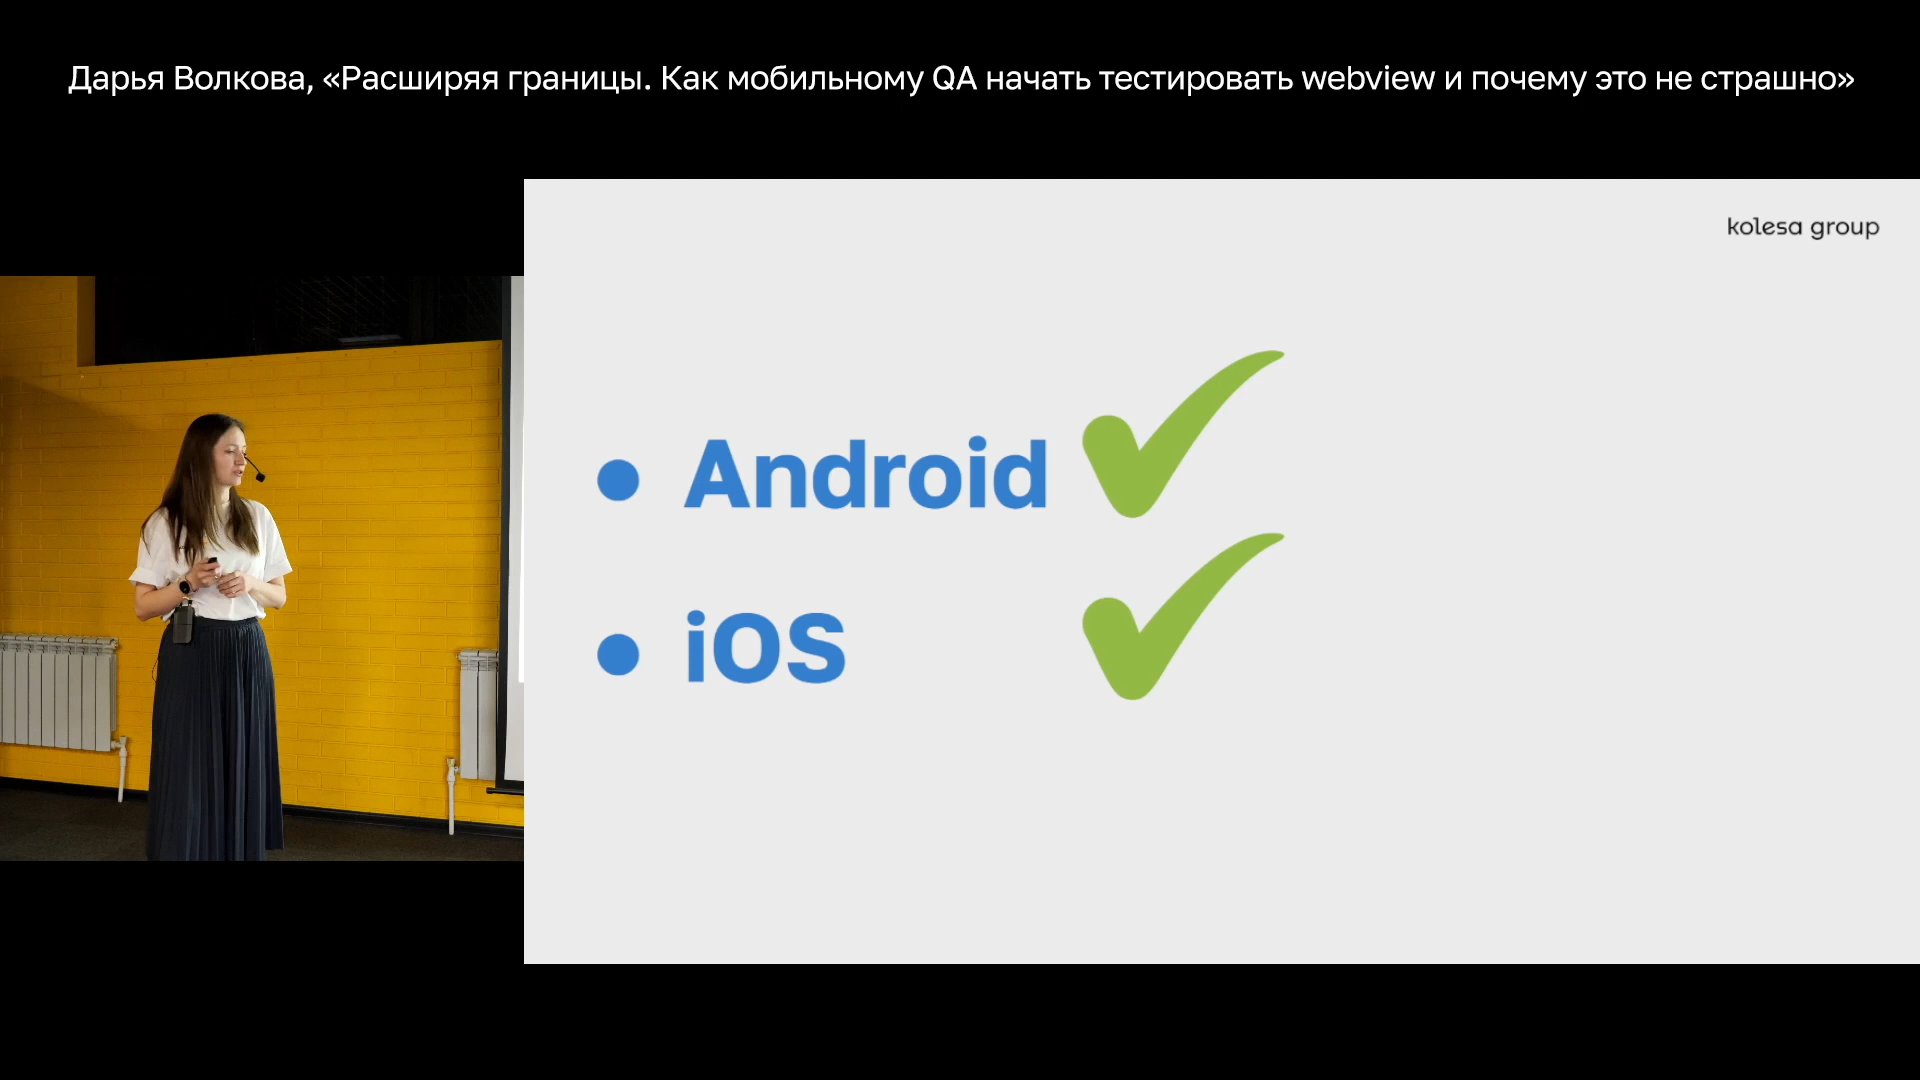 Дарья Волкова, «Расширяя границы. Как мобильному QA начать тестировать webview и почему это не страшно»
kolesa group
• Android
• iOS